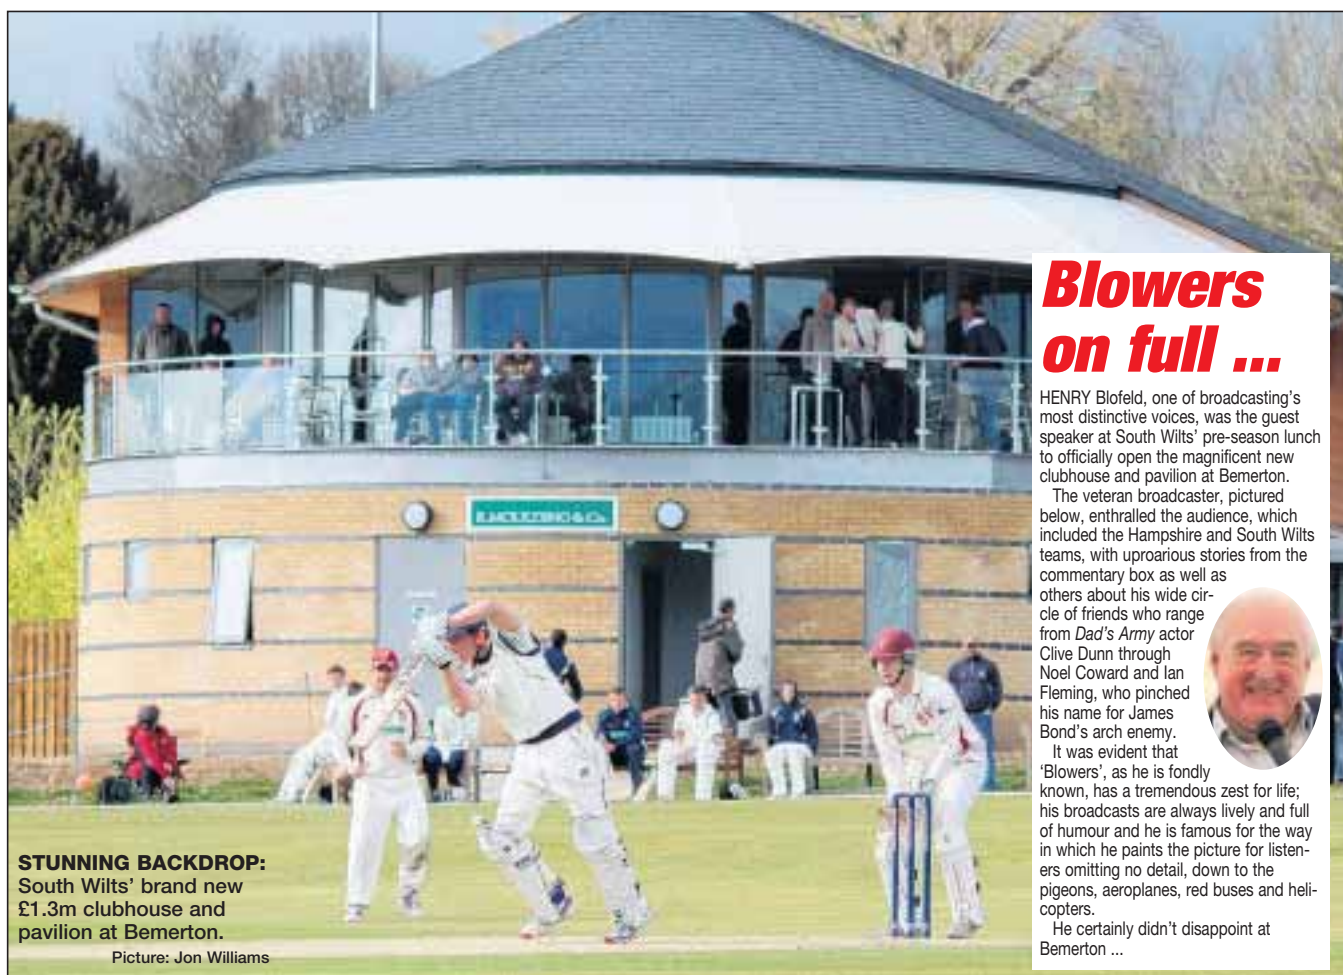 Blowers
on full ...
HENRY Blofeld, one of broadcasting's
most distinctive voices, was the guest
speaker at South Wilts' pre-season lunch
to officially open the magnificent new
clubhouse and pavilion at Bemerton.
The veteran broadcaster, pictured
below, enthralled the audience, which
included the Hampshire and South Wilts
teams, with uproarious stories from the
commentary box as well as
others about his wide cir-
cle of friends who range
from Dad's Army actor
Clive Dunn through
Noel Coward and Ian
Fleming, who pinched
his name for James
Bond's arch enemy.
It was evident that
'Blowers', as he is fondly
known, has a tremendous zest for life;
his broadcasts are always lively and full
of humour and he is famous for the way
in which he paints the picture for listen-
ers omitting no detail, down to the
pigeons, aeroplanes, red buses and heli-
copters.
He certainly didn't disappoint at
Bemerton ...
STUNNING BACKDROP:
South Wilts' brand new
£1.3m clubhouse and
pavilion at Bemerton.
Picture: Jon Williams